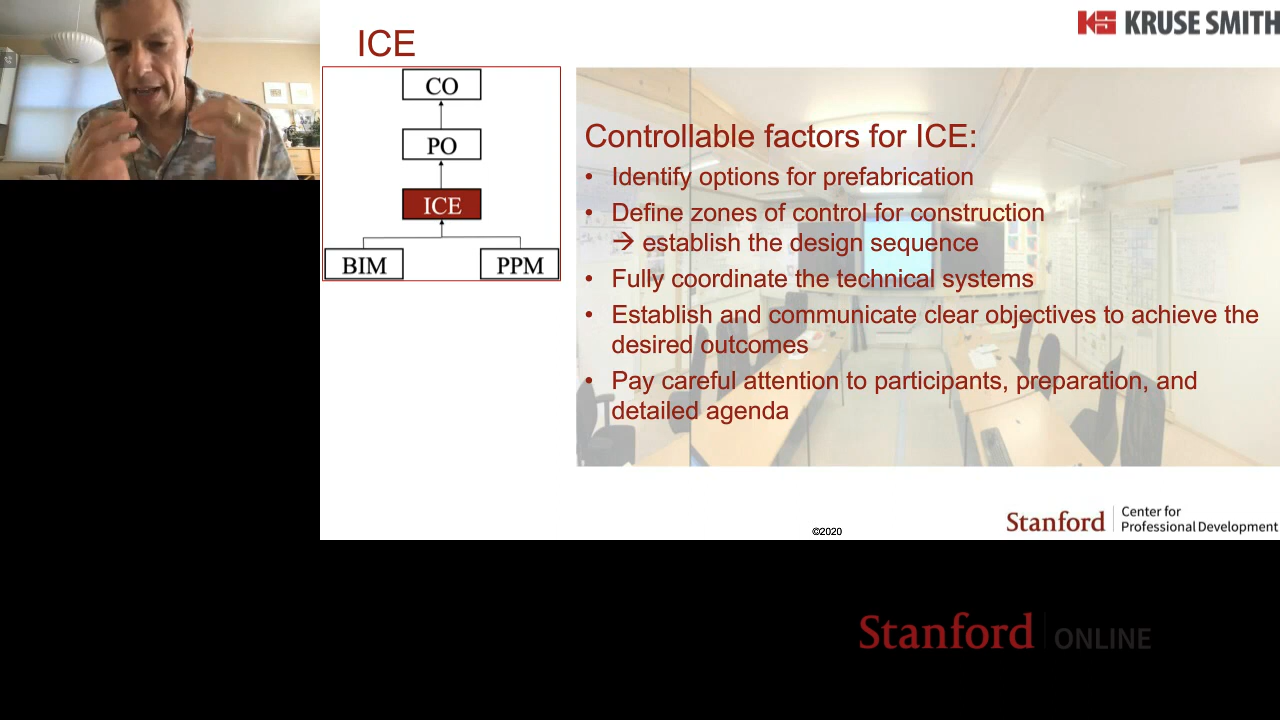 ICE
KRUSE SMITH
CO
PO
ICE
BIM
PPM
Controllable factors for ICE:
• Identify options for prefabrication
• Define zones of control for construction
→ establish the design sequence
• Fully coordinate the technical systems
• Establish and communicate clear objectives to achieve the
desired outcomes
• Pay careful attention to participants, preparation, and
detailed agenda
©2020
Stanford
Center for
Professional Development
Stanford ONLINE